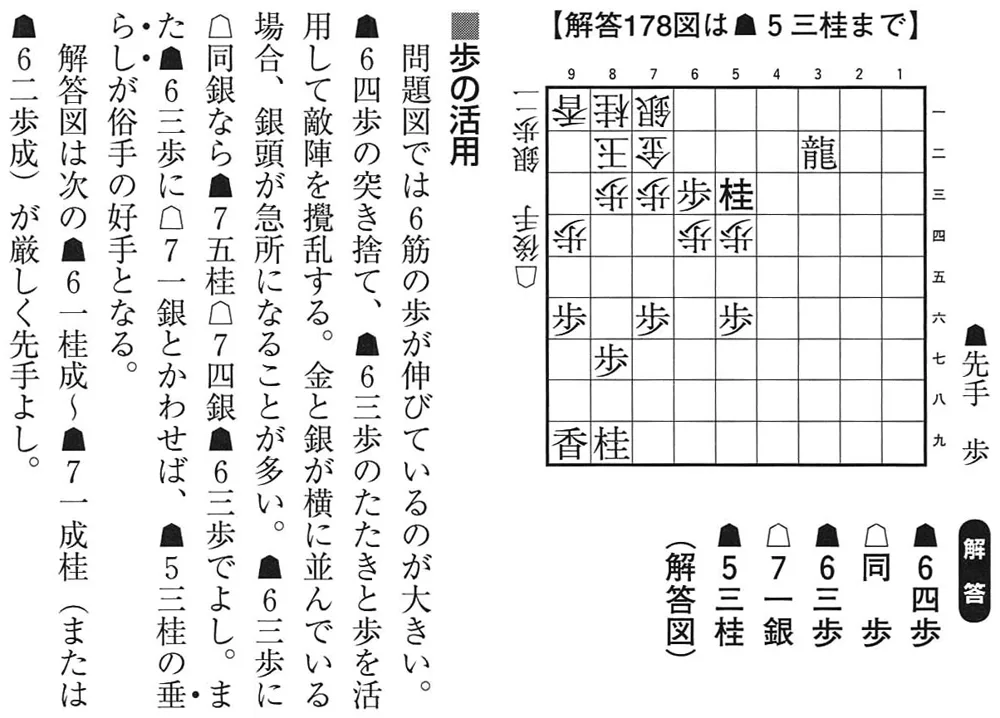 【解答178図は☗５三桂まで】
9 8 7 6 5 4 3 2 1
香桂銀 一
王金龍 二
歩歩歩桂 三
歩歩歩 四
五
歩歩歩 六
歩 七
八
香桂 九
☖後手 銀歩二
☗先手 歩
解答
☗６四歩
☖同　歩
☗６三歩
☖７一銀
☗５三桂
（解答図）
■歩の活用
問題図では６筋の歩が伸びているのが大きい。
☗６四歩の突き捨て、☗６三歩のたたきと歩を活
用して敵陣を攪乱する。金と銀が横に並んでいる
場合、銀頭が急所になることが多い。☗６三歩に
☖同銀なら☗７五桂☖７四銀☗６三歩でよし。ま
た☗６三歩に☖７一銀とかわせば、☗５三桂の垂
らしが俗手の好手となる。
解答図は次の☗６一桂成〜☗７一成桂（または
☗６二歩成）が厳しく先手よし。